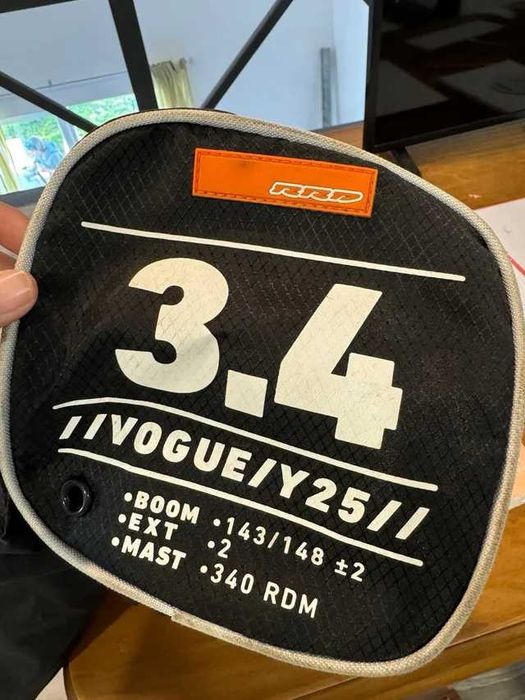 RRD
3.4
//VOGUE/Y25//
•BOOM •143/148 ±2
•EXT •2
•MAST •340 RDM